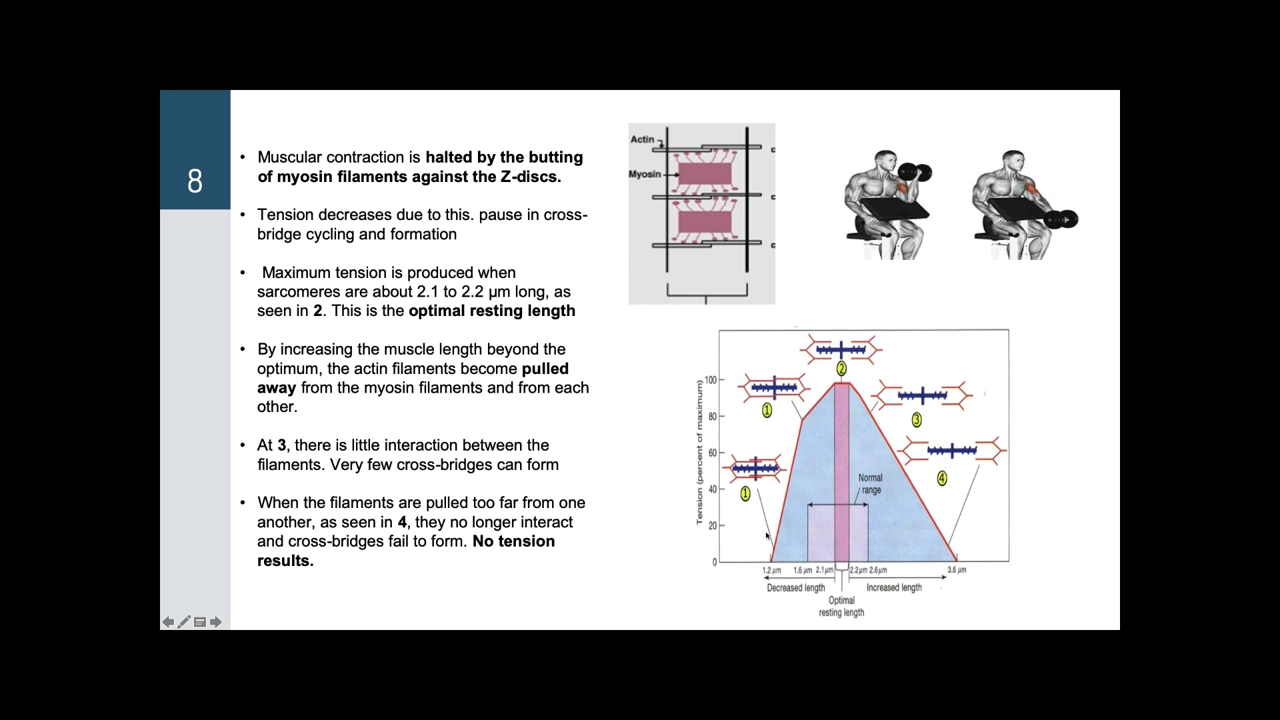 8
• Muscular contraction is halted by the butting
of myosin filaments against the Z-discs.
• Tension decreases due to this. pause in cross-
bridge cycling and formation
• Maximum tension is produced when
sarcomeres are about 2.1 to 2.2 μm long, as
seen in 2. This is the optimal resting length
• By increasing the muscle length beyond the
optimum, the actin filaments become pulled
away from the myosin filaments and from each
other.
• At 3, there is little interaction between the
filaments. Very few cross-bridges can form
• When the filaments are pulled too far from one
another, as seen in 4, they no longer interact
and cross-bridges fail to form. No tension
results.
Actin
Myosin
Tension (percent of maximum)
100
80
60
40
20
0
2
1
3
1
4
Normal
range
1.2 μm 1.6 μm 2.1μm 2.2μm 2.6μm 3.6 μm
Decreased length Increased length
Optimal
resting length